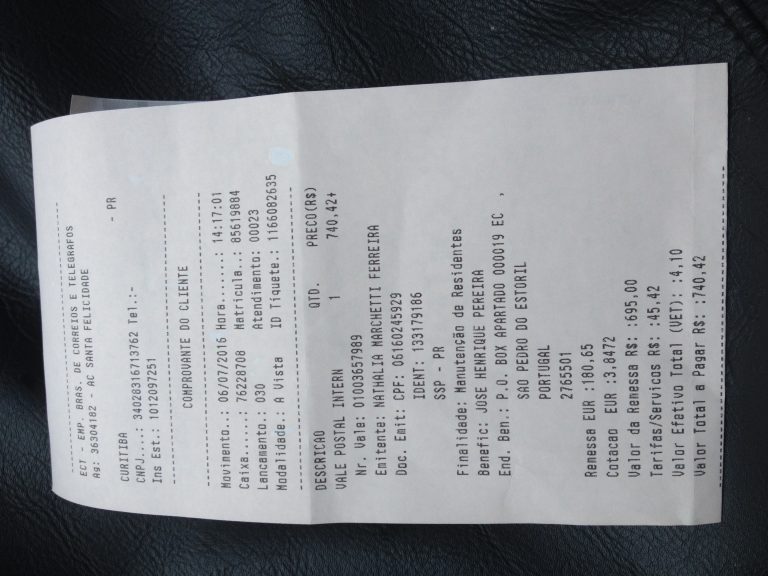 ECT - EMP. BRAS. DE CORREIOS E TELEGRAFOS
Ag: 36304182 - AC SANTA FELICIDADE
CURITIBA - PR
CNPJ....: 34028316713762 Tel.:-
Ins Est.: 1012097251
COMPROVANTE DO CLIENTE
Movimento..: 06/07/2016 Hora.......: 14:17:01
Caixa......: 76228708 Matricula..: 85619884
Lancamento.: 030 Atendimento: 00023
Modalidade.: A Vista ID Tiquete.: 1166082635
DESCRICAO QTD. PRECO(R$)
VALE POSTAL INTERN 1 740,42+
Nr. Vale: 01003657989
Emitente: NATHALIA MARCHETTI FERREIRA
Doc. Emit: CPF: 06160245929
IDENT: 133179186
SSP - PR
Finalidade: Manutenção de Residentes
Benefic: JOSE HENRIQUE PEREIRA
End. Ben.: P.O. BOX APARTADO 000019 EC ,
SAO PEDRO DO ESTORIL
PORTUGAL
2765501
Remessa EUR :180,65
Cotacao EUR :3,8472
Valor da Remessa R$: :695,00
Tarifas/Servicos R$: :45,42
Valor Efetivo Total (VET): :4,10
Valor Total a Pagar R$: :740,42